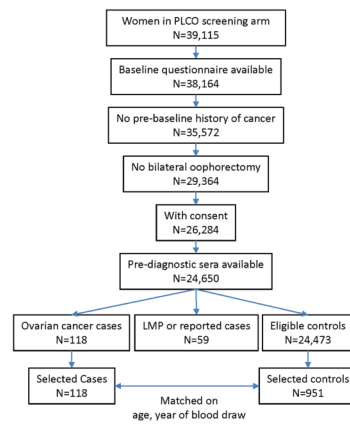 Women in PLCO screening arm
N=39,115
Baseline questionnaire available
N=38,164
No pre-baseline history of cancer
N=35,572
No bilateral oophorectomy
N=29,364
With consent
N=26,284
Pre-diagnostic sera available
N=24,650
Ovarian cancer cases
N=118
LMP or reported cases
N=59
Eligible controls
N=24,473
Selected Cases
N=118
Selected controls
N=951
Matched on
age, year of blood draw